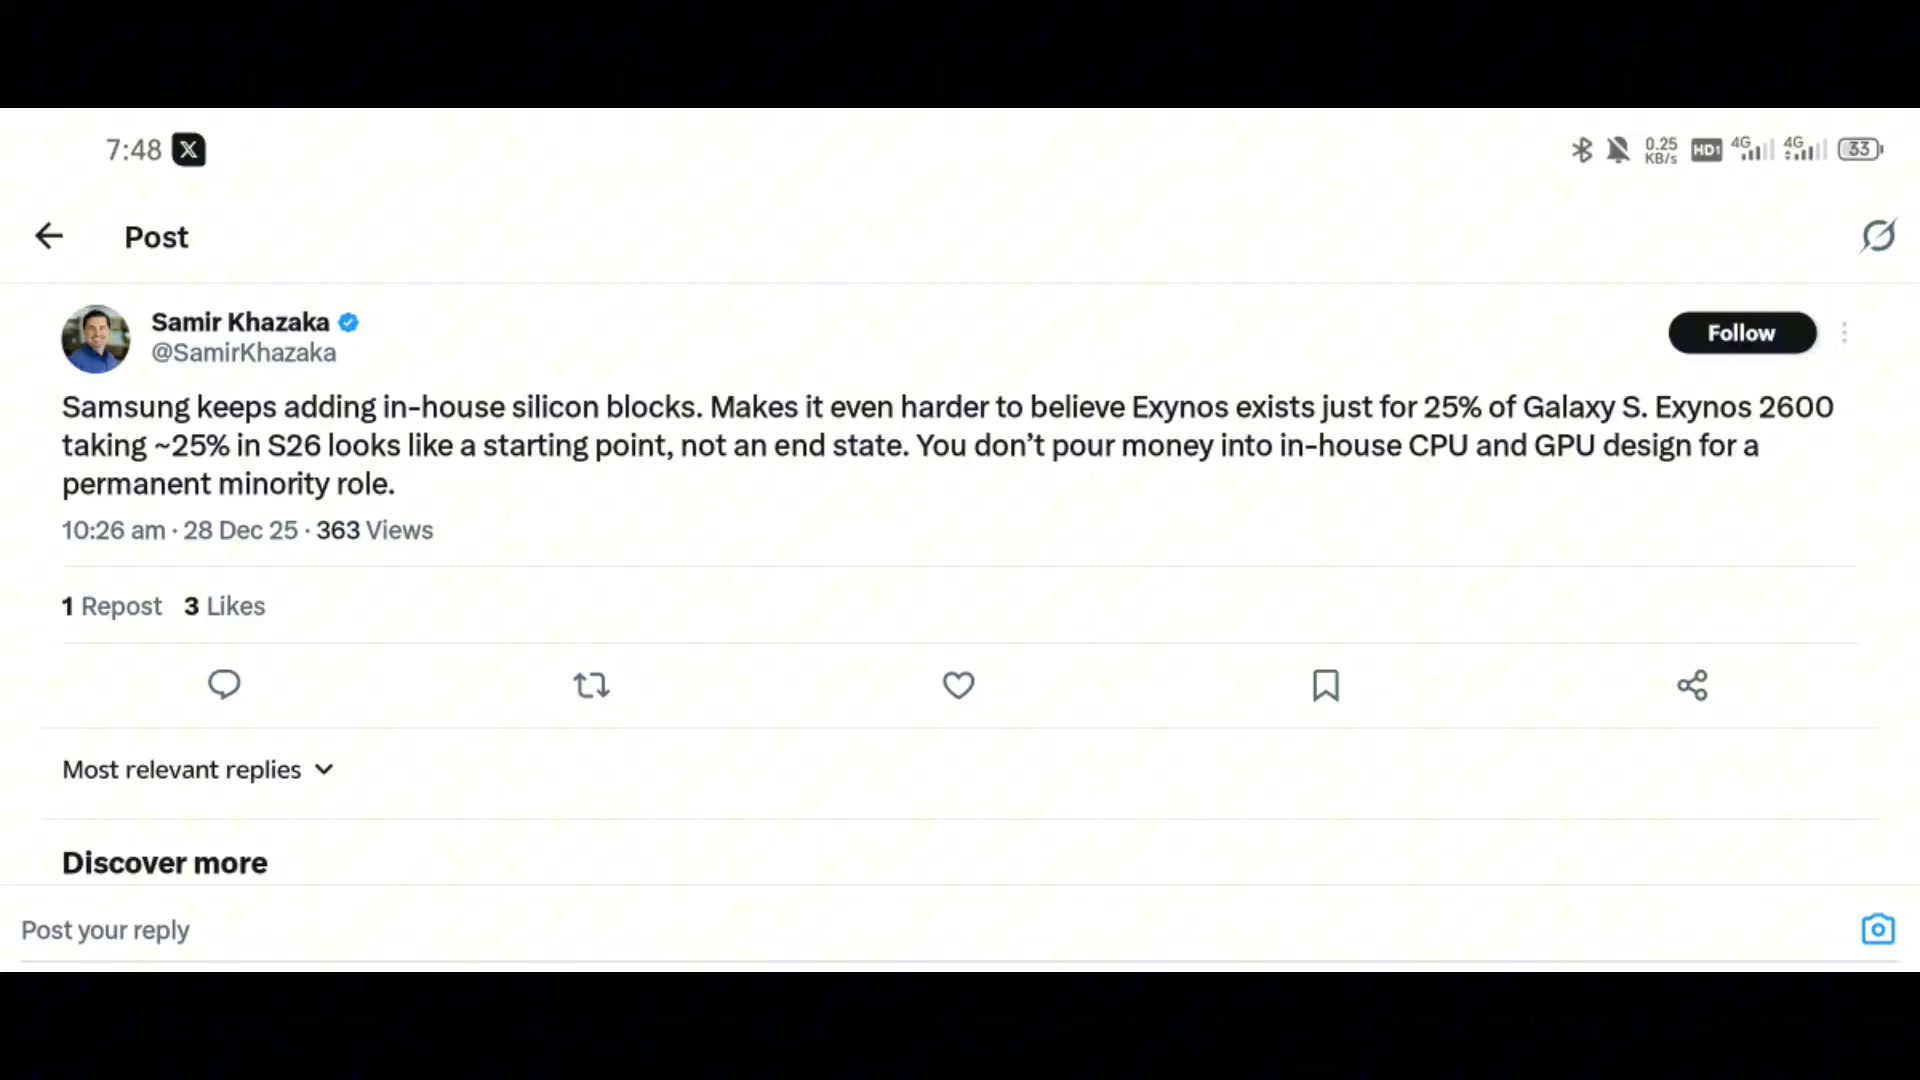 7:48 X 0.25 KB/s HD1 4G 4G 33
Post
Samir Khazaka
@SamirKhazaka
Follow
Samsung keeps adding in-house silicon blocks. Makes it even harder to believe Exynos exists just for 25% of Galaxy S. Exynos 2600
taking ~25% in S26 looks like a starting point, not an end state. You don’t pour money into in-house CPU and GPU design for a
permanent minority role.
10:26 am · 28 Dec 25 · 363 Views
1 Repost 3 Likes
Most relevant replies
Discover more
Post your reply